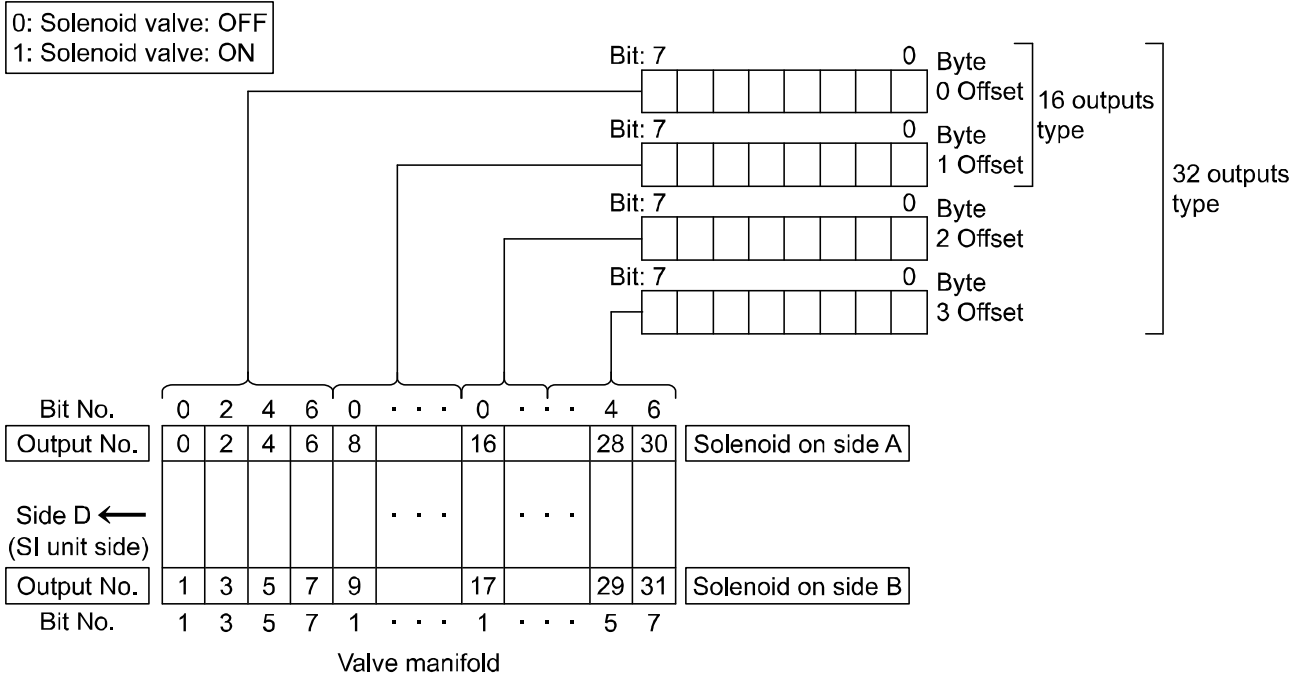 0: Solenoid valve: OFF
1: Solenoid valve: ON
Bit: 7 0 Byte
0 Offset
Bit: 7 0 Byte
1 Offset
16 outputs
type
Bit: 7 0 Byte
2 Offset
Bit: 7 0 Byte
3 Offset
32 outputs
type
Bit No. 0 2 4 6 0 · · · 0 · · · 4 6
Output No. 0 2 4 6 8 16 28 30 Solenoid on side A
Side D ← · · · · · ·
(SI unit side)
Output No. 1 3 5 7 9 17 29 31 Solenoid on side B
Bit No. 1 3 5 7 1 · · · 1 · · · 5 7
Valve manifold